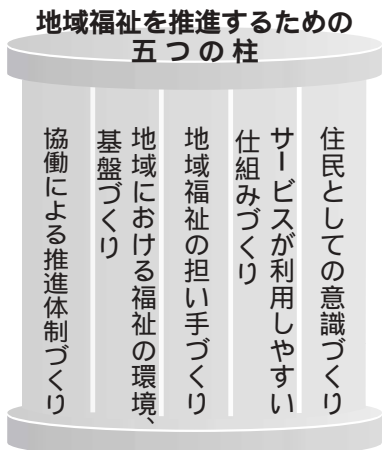 地域福祉を推進するための
五つの柱
住民としての意識づくり
サービスが利用しやすい
仕組みづくり
地域福祉の担い手づくり
地域における福祉の環境、
基盤づくり
協働による推進体制づくり